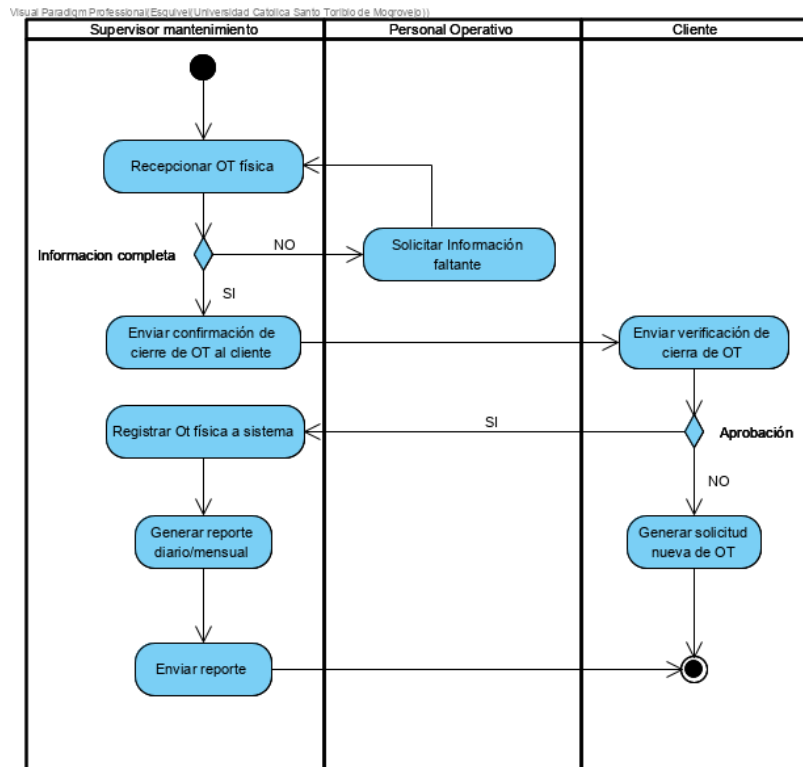 Visual Paradigm Professional(Esquivel(Universidad Catolica Santo Toribio de Mogrovejo))
Supervisor mantenimiento
Personal Operativo
Cliente
Recepcionar OT física
Informacion completa
NO
Solicitar Información
faltante
SI
Enviar confirmación de
cierre de OT al cliente
Enviar verificación de
cierra de OT
Registrar Ot física a sistema
SI
Aprobación
NO
Generar reporte
diario/mensual
Generar solicitud
nueva de OT
Enviar reporte